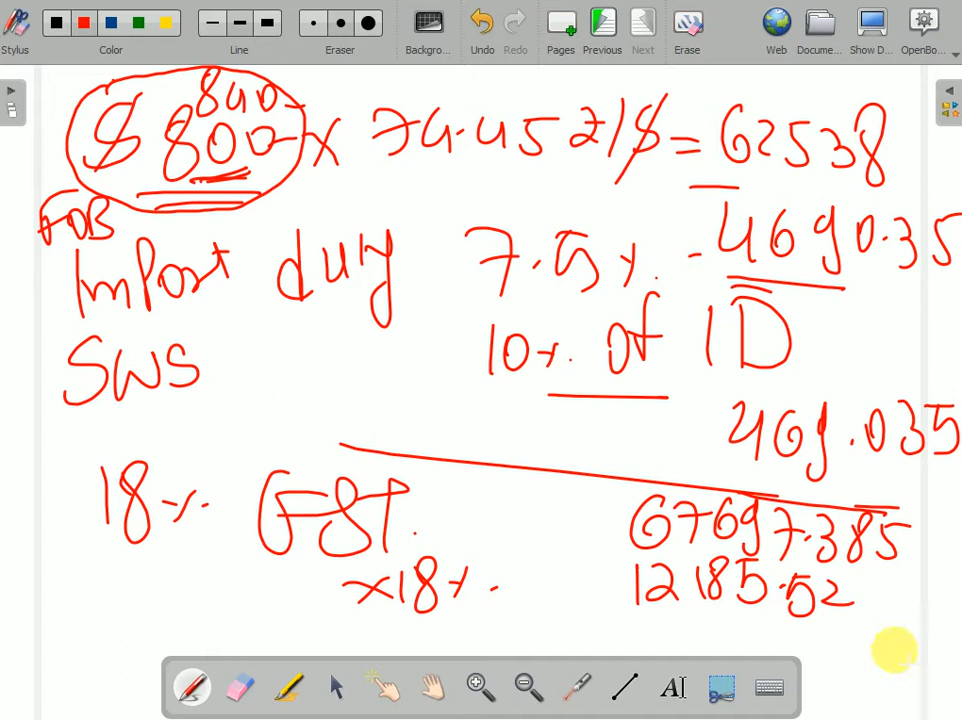 Stylus
Color
Line
Eraser
Backgro...
Undo
Redo
Pages
Previous
Next
Erase
Web
Docume...
Show D...
OpenBo...
840-
$ 800- x 74.452/$ = 62538
FOB
Import duty 7.5%. - 4690.35
SWS 10%. of ID
469.035
18%. GST. 67697.385
x18%. 12185.52